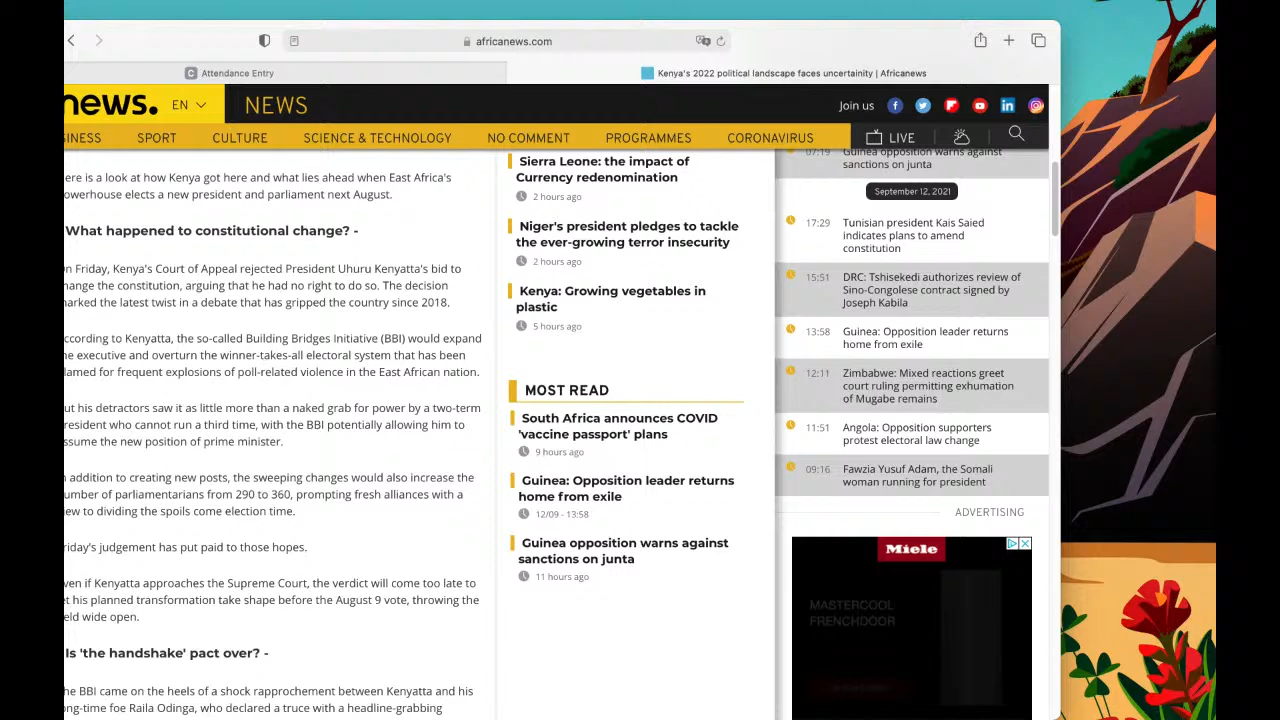 africanews.com
C Attendance Entry
Kenya's 2022 political landscape faces uncertainity | Africanews
news.
EN
NEWS
Join us
SPORT
CULTURE
SCIENCE & TECHNOLOGY
NO COMMENT
PROGRAMMES
CORONAVIRUS
LIVE
ere is a look at how Kenya got here and what lies ahead when East Africa's
owerhouse elects a new president and parliament next August.
What happened to constitutional change? -
n Friday, Kenya's Court of Appeal rejected President Uhuru Kenyatta's bid to
hange the constitution, arguing that he had no right to do so. The decision
narked the latest twist in a debate that has gripped the country since 2018.
ccording to Kenyatta, the so-called Building Bridges Initiative (BBI) would expand
he executive and overturn the winner-takes-all electoral system that has been
lamed for frequent explosions of poll-related violence in the East African nation.
ut his detractors saw it as little more than a naked grab for power by a two-term
resident who cannot run a third time, with the BBI potentially allowing him to
ssume the new position of prime minister.
n addition to creating new posts, the sweeping changes would also increase the
umber of parliamentarians from 290 to 360, prompting fresh alliances with a
iew to dividing the spoils come election time.
riday's judgement has put paid to those hopes.
ven if Kenyatta approaches the Supreme Court, the verdict will come too late to
et his planned transformation take shape before the August 9 vote, throwing the
eld wide open.
Is 'the handshake' pact over? -
he BBI came on the heels of a shock rapprochement between Kenyatta and his
ong-time foe Raila Odinga, who declared a truce with a headline-grabbing
Sierra Leone: the impact of
Currency redenomination
2 hours ago
Niger's president pledges to tackle
the ever-growing terror insecurity
2 hours ago
Kenya: Growing vegetables in
plastic
5 hours ago
MOST READ
South Africa announces COVID
'vaccine passport' plans
9 hours ago
Guinea: Opposition leader returns
home from exile
12/09 - 13:58
Guinea opposition warns against
sanctions on junta
11 hours ago
07:19 Guinea opposition warns against
sanctions on junta
September 12, 2021
17:29 Tunisian president Kais Saied
indicates plans to amend
constitution
15:51 DRC: Tshisekedi authorizes review of
Sino-Congolese contract signed by
Joseph Kabila
13:58 Guinea: Opposition leader returns
home from exile
12:11 Zimbabwe: Mixed reactions greet
court ruling permitting exhumation
of Mugabe remains
11:51 Angola: Opposition supporters
protest electoral law change
09:16 Fawzia Yusuf Adam, the Somali
woman running for president
ADVERTISING
Miele
MASTERCOOL
FRENCHDOOR